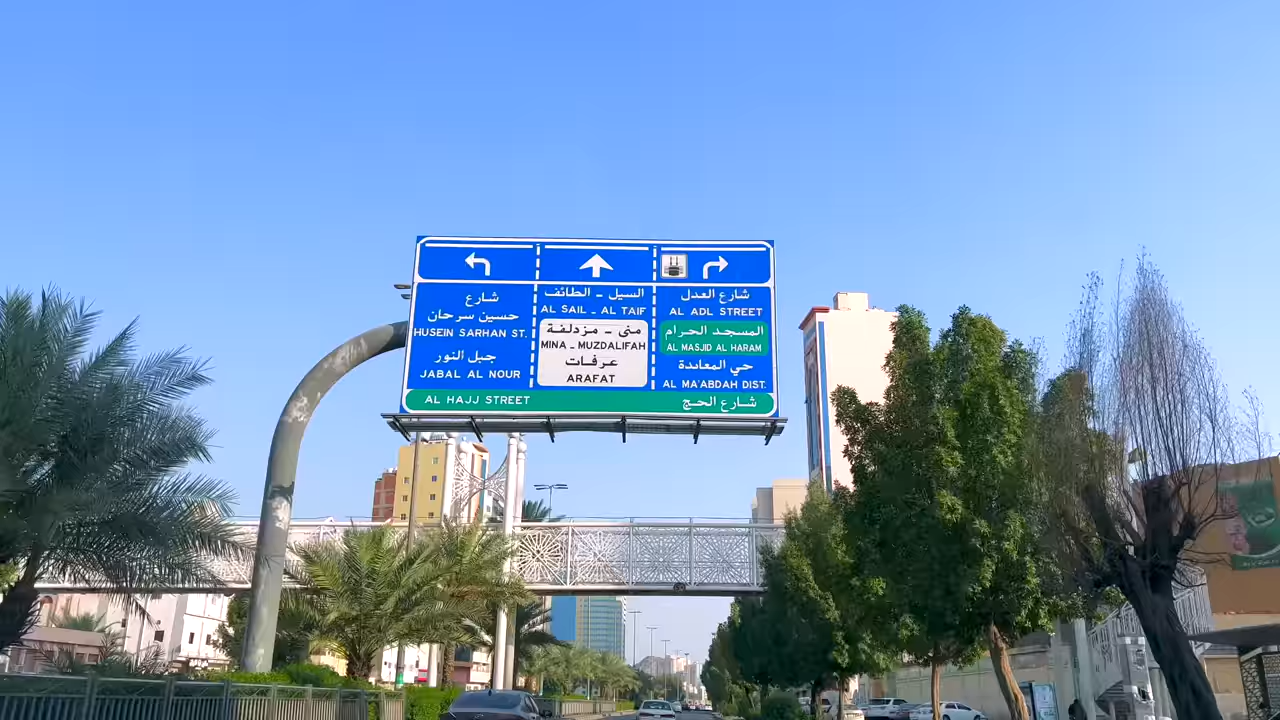 شارع
حسين سرحان
HUSEIN SARHAN ST.
جبل النور
JABAL AL NOUR
السيل - الطائف
AL SAIL - AL TAIF
منى - مزدلفة
MINA - MUZDALIFAH
عرفات
ARAFAT
شارع العدل
AL ADL STREET
المسجد الحرام
AL MASJID AL HARAM
حي المعابدة
AL MA'ABDAH DIST.
AL HAJJ STREET شارع الحج